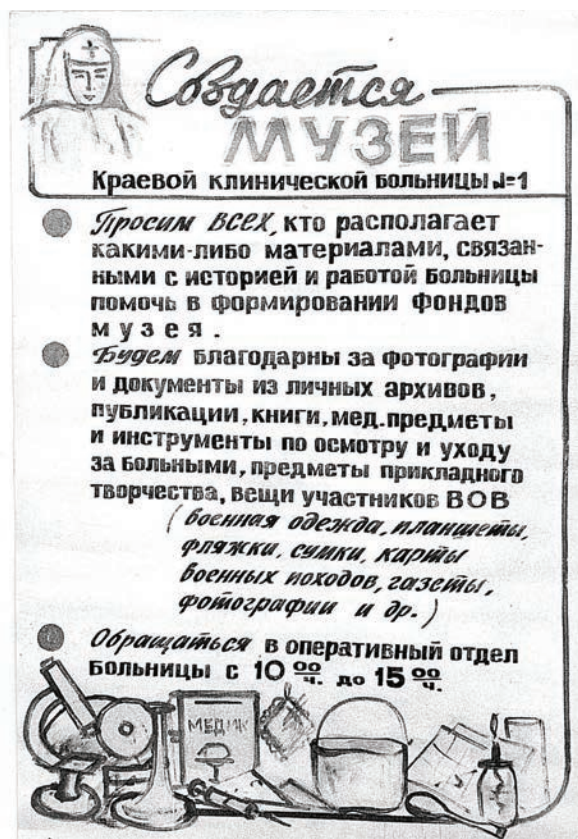 Создается
МУЗЕЙ
Краевой клинической больницы №1
Просим ВСЕХ, кто располагает
какими-либо материалами, связан-
ными с историей и работой больницы
помочь в формировании фондов
музея.
Будем благодарны за фотографии
и документы из личных архивов,
публикации, книги, мед.предметы
и инструменты по осмотру и уходу
за больными, предметы прикладного
творчества, вещи участников ВОВ
(военная одежда, планшеты,
фляжки, сумки, карты
военных походов, газеты,
фотографии и др.)
Обращаться в оперативный отдел
больницы с 10 00 ч. до 15 00 ч.
МЕДИК